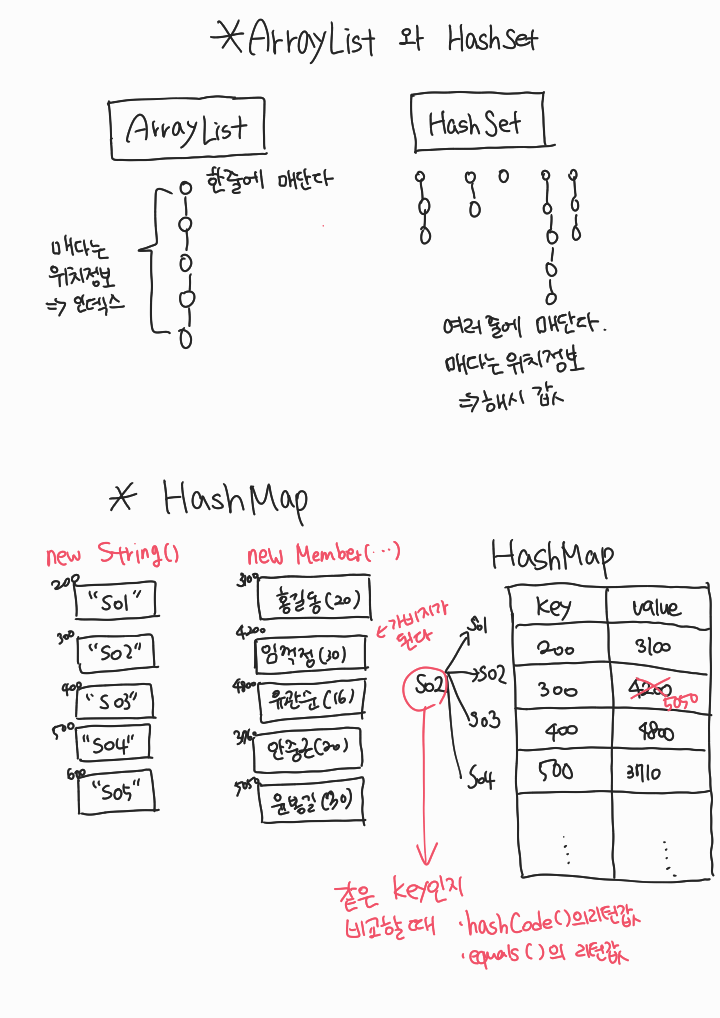 *ArrayList 와 HashSet
ArrayList
한줄에 매단다
매다는
위치정보
=> 인덱스
HashSet
여러 줄에 매단다.
매다는 위치정보
=> 해시 값
* HashMap
new String()
200
"S01"
300
"S02"
400
"S03"
500
"S04"
600
"S05"
new Member(...)
3100
홍길동(20)
4200
임꺽정(30)
<-가비지가
된다
4800
유관순(16)
안중근(20)
5050
윤봉길(30)
S02
S01
S02
S03
S04
HashMap
key value
200 3100
300 4200 5050
400 4800
500 3710
같은 key인지
비교할 때 ·hashCode()의 리턴값
·equals()의 리턴값